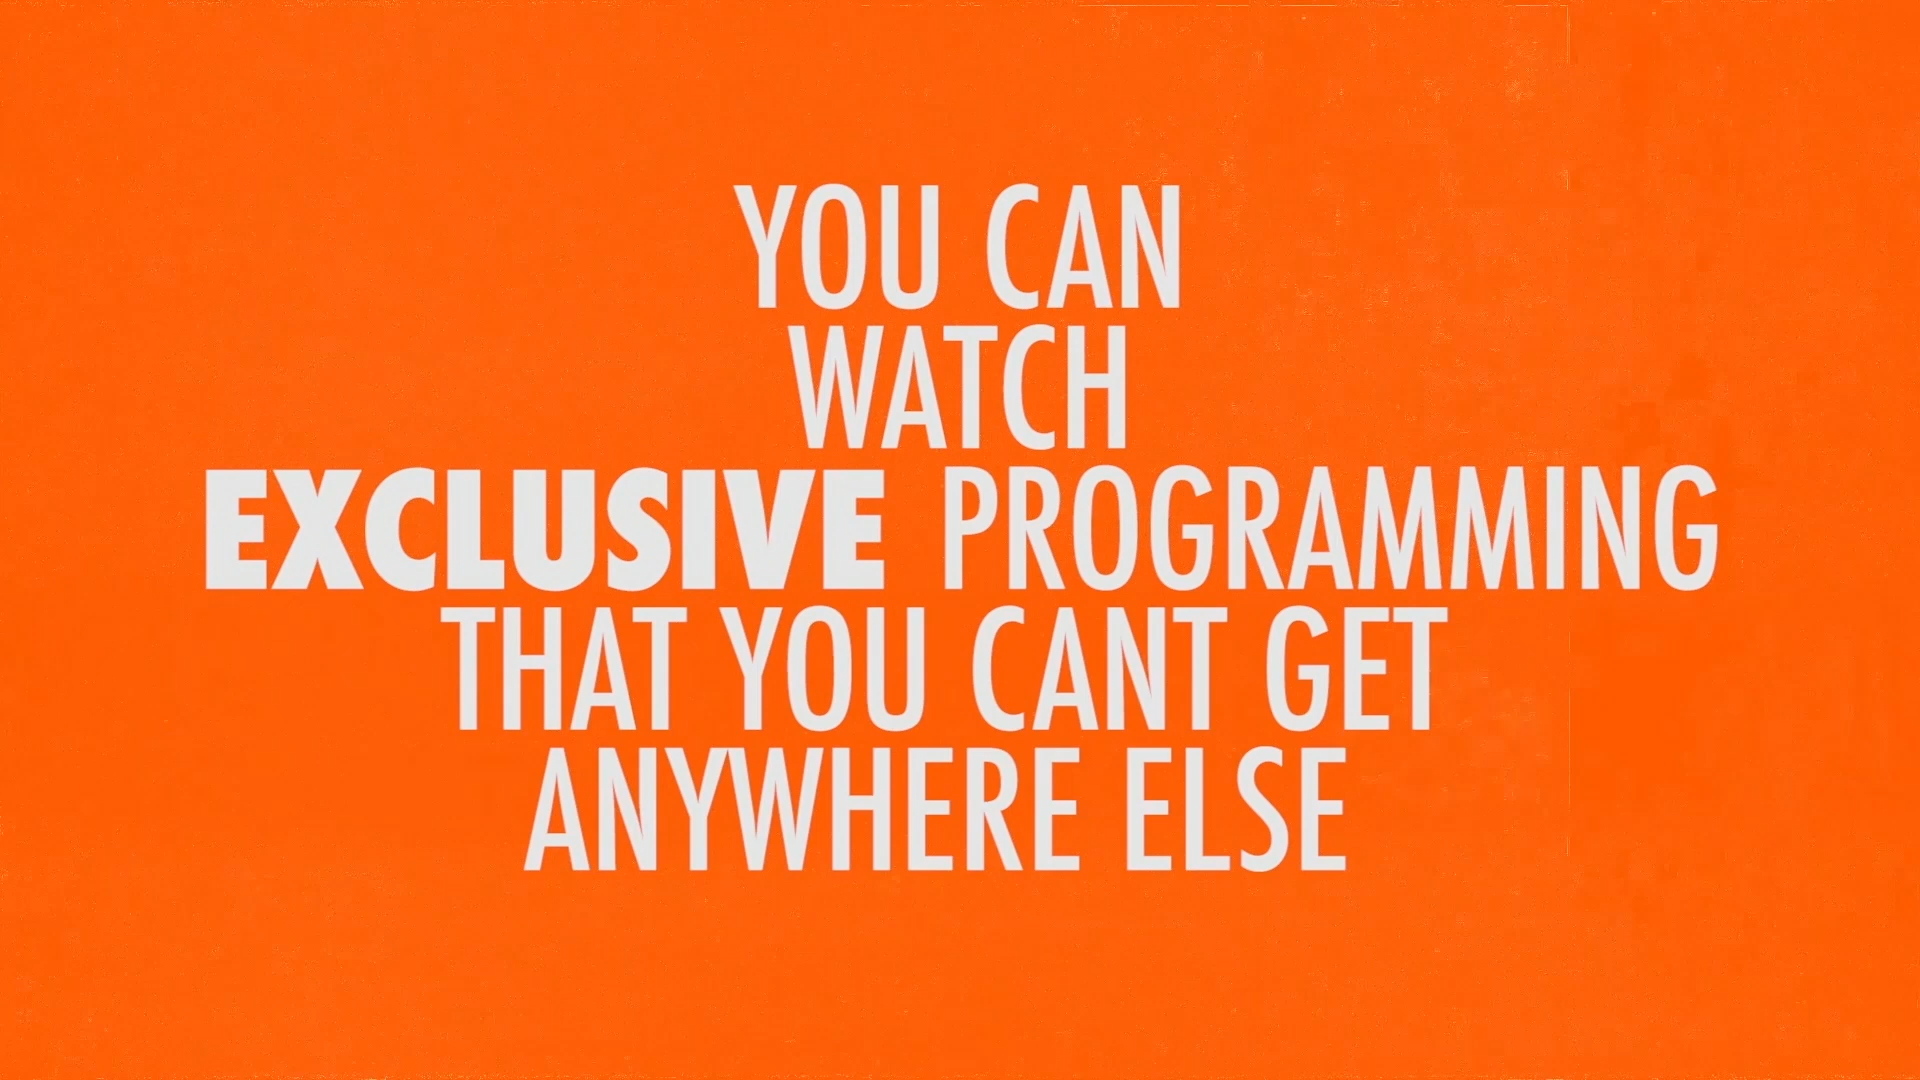 YOU CAN
WATCH
EXCLUSIVE PROGRAMMING
THAT YOU CANT GET
ANYWHERE ELSE